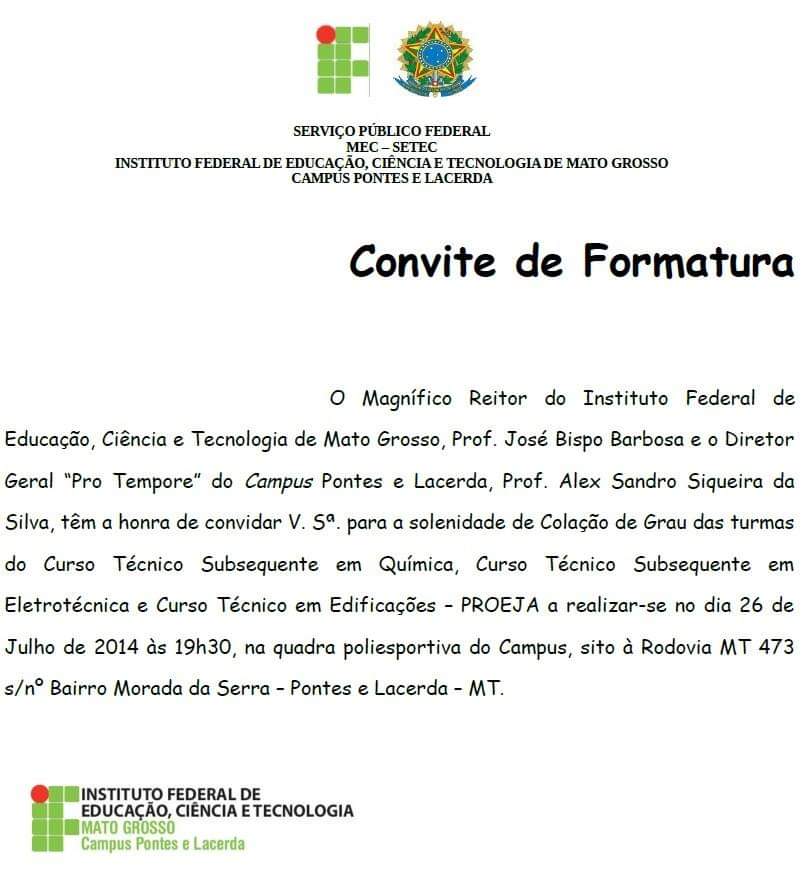 SERVIÇO PÚBLICO FEDERAL
MEC – SETEC
INSTITUTO FEDERAL DE EDUCAÇÃO, CIÊNCIA E TECNOLOGIA DE MATO GROSSO
CAMPUS PONTES E LACERDA
Convite de Formatura
O Magnífico Reitor do Instituto Federal de
Educação, Ciência e Tecnologia de Mato Grosso, Prof. José Bispo Barbosa e o Diretor
Geral “Pro Tempore” do Campus Pontes e Lacerda, Prof. Alex Sandro Siqueira da
Silva, têm a honra de convidar V. Sª. para a solenidade de Colação de Grau das turmas
do Curso Técnico Subsequente em Química, Curso Técnico Subsequente em
Eletrotécnica e Curso Técnico em Edificações – PROEJA a realizar-se no dia 26 de
Julho de 2014 às 19h30, na quadra poliesportiva do Campus, sito à Rodovia MT 473
s/nº Bairro Morada da Serra – Pontes e Lacerda – MT.
INSTITUTO FEDERAL DE
EDUCAÇÃO, CIÊNCIA E TECNOLOGIA
MATO GROSSO
Campus Pontes e Lacerda